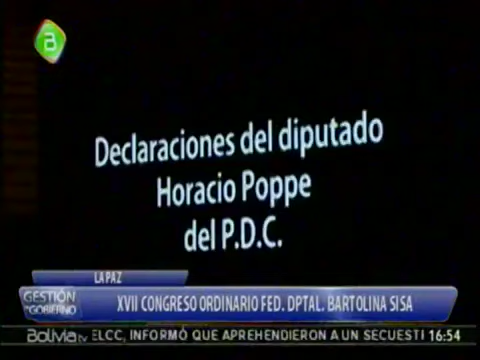 B
Declaraciones del diputado
Horacio Poppe
del P.D.C.
LA PAZ
GESTIÓN
DE GOBIERNO
XVII CONGRESO ORDINARIO FED. DPTAL. BARTOLINA SISA
Bolivia tv ELCC, INFORMÓ QUE APREHENDIERON A UN SECUESTI 16:54